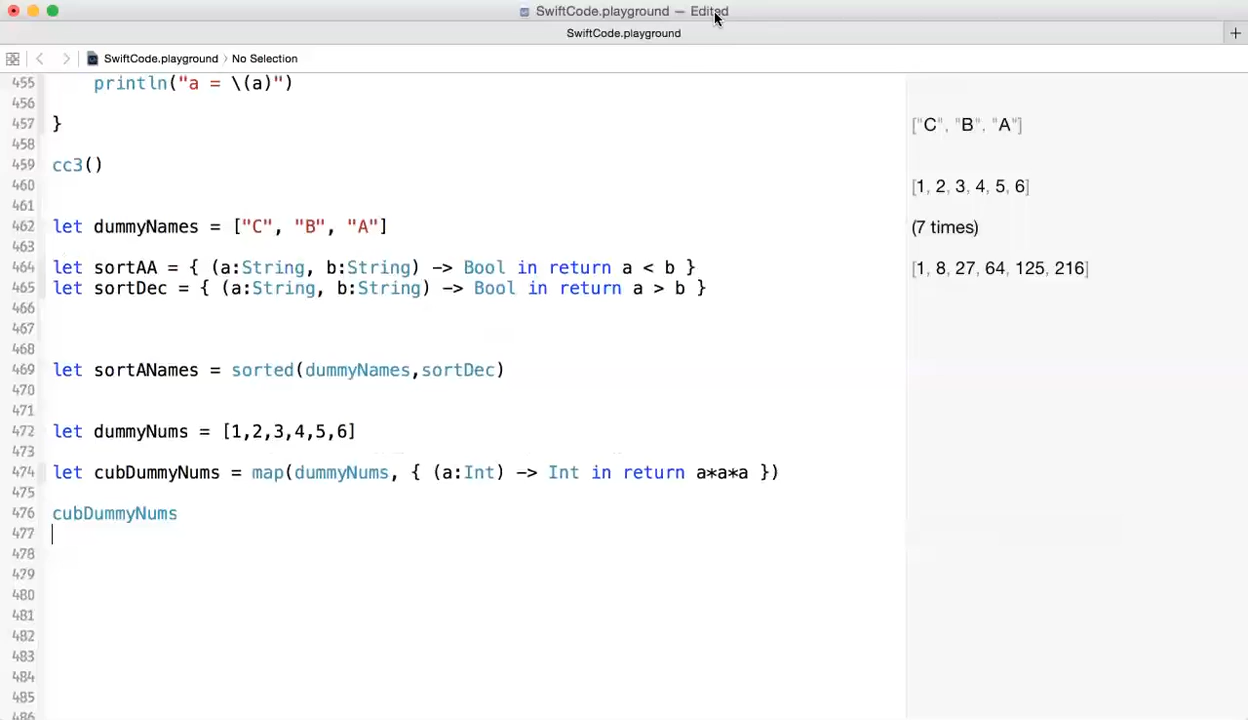 SwiftCode.playground — Edited
SwiftCode.playground
SwiftCode.playground › No Selection
455 println("a = \(a)")
456
457 }
["C", "B", "A"]
458
459 cc3()
460
[1, 2, 3, 4, 5, 6]
461
462 let dummyNames = ["C", "B", "A"]
(7 times)
463
464 let sortAA = { (a:String, b:String) -> Bool in return a < b }
[1, 8, 27, 64, 125, 216]
465 let sortDec = { (a:String, b:String) -> Bool in return a > b }
466
467
468
469 let sortANames = sorted(dummyNames,sortDec)
470
471
472 let dummyNums = [1,2,3,4,5,6]
473
474 let cubDummyNums = map(dummyNums, { (a:Int) -> Int in return a*a*a })
475
476 cubDummyNums
477
478
479
480
481
482
483
484
485
486